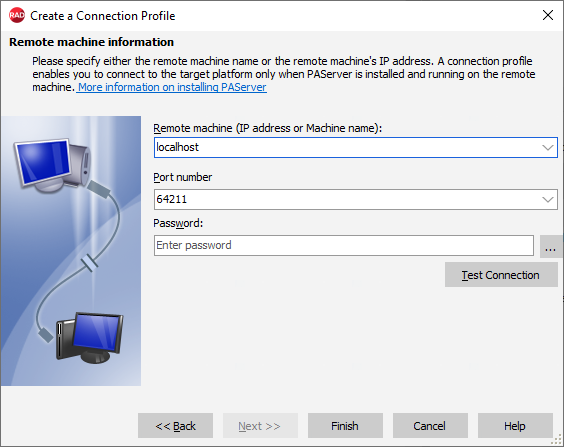 RAD Create a Connection Profile
Remote machine information
Please specify either the remote machine name or the remote machine's IP address. A connection profile
enables you to connect to the target platform only when PAServer is installed and running on the remote
machine. More information on installing PAServer
Remote machine (IP address or Machine name):
localhost
Port number
64211
Password:
Enter password
...
Test Connection
<< Back Next >> Finish Cancel Help